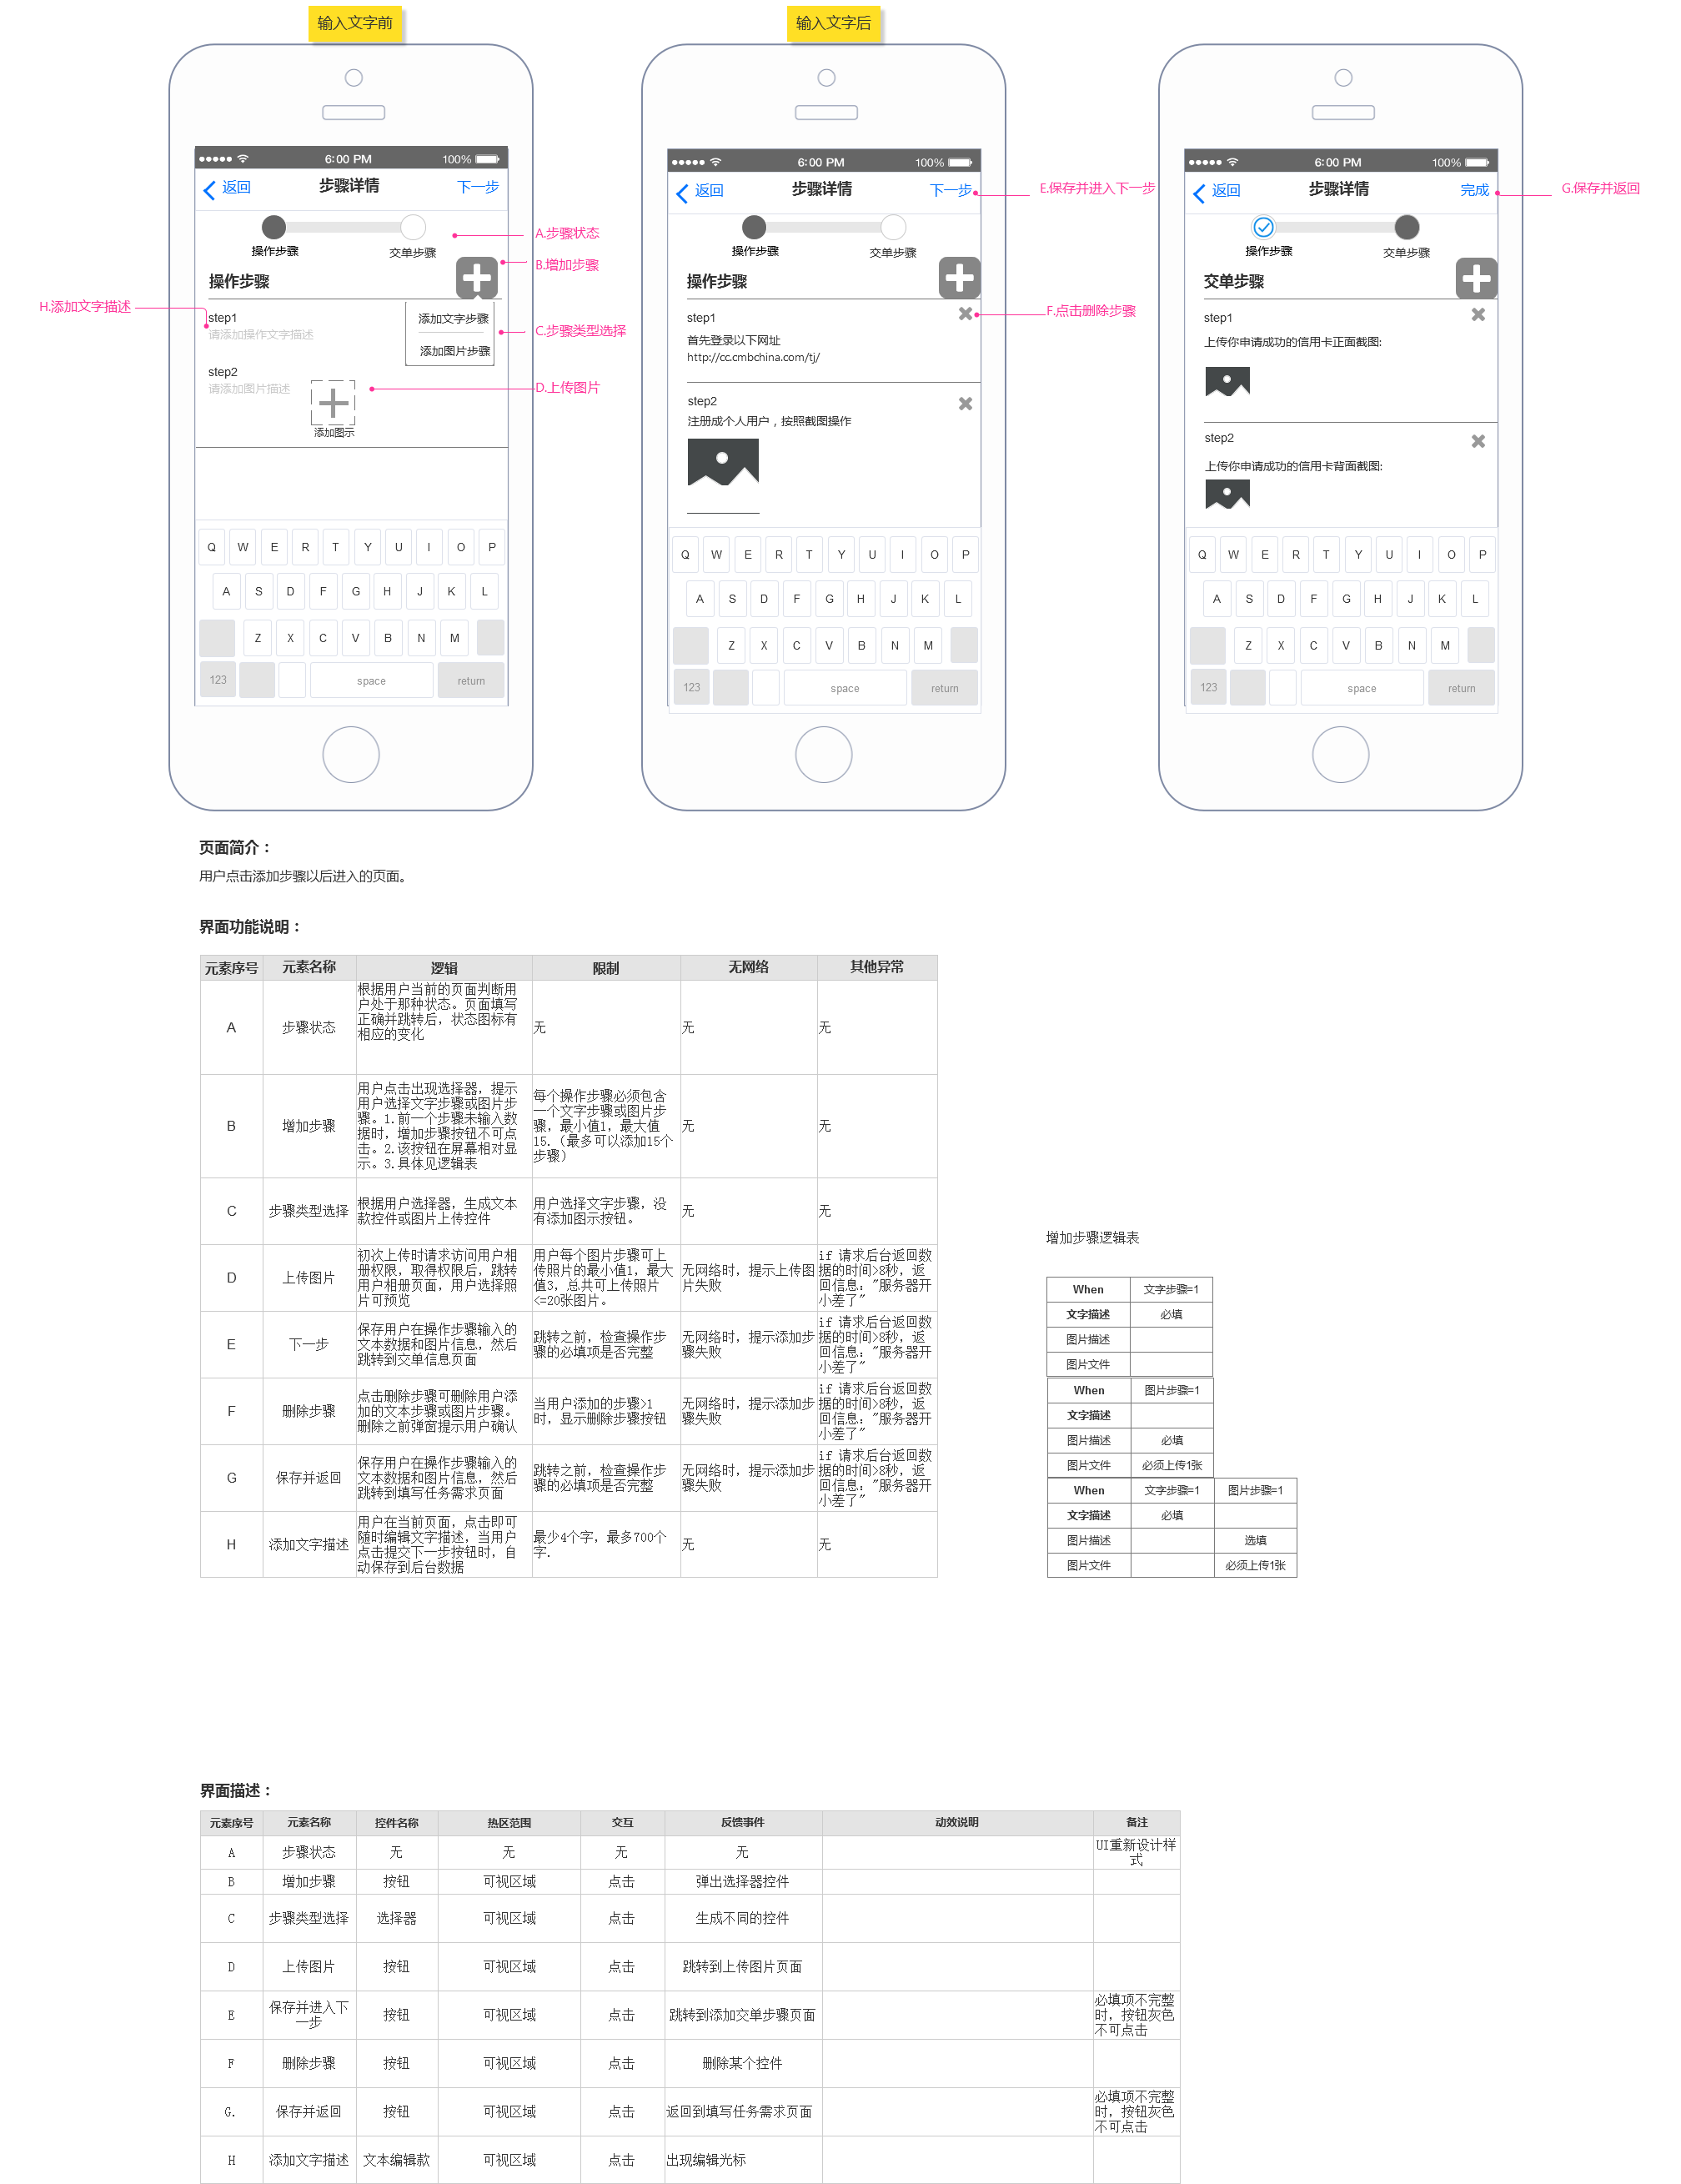 输入文字前
输入文字后
6:00 PM
100%
返回
步骤详情
下一步
操作步骤
交单步骤
A.步骤状态
B.增加步骤
操作步骤
H.添加文字描述
step1
请添加操作文字描述
添加文字步骤
添加图片步骤
C.步骤类型选择
step2
请添加图片描述
添加图示
D.上传图片
Q W E R T Y U I O P
A S D F G H J K L
Z X C V B N M
123 space return
6:00 PM
100%
返回
步骤详情
下一步
E.保存并进入下一步
操作步骤
交单步骤
操作步骤
step1
F.点击删除步骤
首先登录以下网址
http://cc.cmbchina.com/tj/
step2
注册成个人用户，按照截图操作
Q W E R T Y U I O P
A S D F G H J K L
Z X C V B N M
123 space return
6:00 PM
100%
返回
步骤详情
完成
G.保存并返回
操作步骤
交单步骤
交单步骤
step1
上传你申请成功的信用卡正面截图:
step2
上传你申请成功的信用卡背面截图:
Q W E R T Y U I O P
A S D F G H J K L
Z X C V B N M
123 space return
页面简介：
用户点击添加步骤以后进入的页面。
界面功能说明：
元素序号 元素名称 逻辑 限制 无网络 其他异常
A
步骤状态
根据用户当前的页面判断用
户处于那种状态。页面填写
正确并跳转后，状态图标有
相应的变化
无
无
无
B
增加步骤
用户点击出现选择器，提示
用户选择文字步骤或图片步
骤。1.前一个步骤未输入数
据时，增加步骤按钮不可点
击。2.该按钮在屏幕相对显
示。3.具体见逻辑表
每个操作步骤必须包含
一个文字步骤或图片步
骤，最小值1，最大值
15.（最多可以添加15个
步骤）
无
无
C
步骤类型选择
根据用户选择器，生成文本
款控件或图片上传控件
用户选择文字步骤，没
有添加图示按钮。
无
无
D
上传图片
初次上传时请求访问用户相
册权限，取得权限后，跳转
用户相册页面，用户选择照
片可预览
用户每个图片步骤可上
传照片的最小值1，最大
值3，总共可上传照片
<=20张图片。
无网络时，提示上传图
片失败
if 请求后台返回数
据的时间>8秒，返
回信息："服务器开
小差了"
E
下一步
保存用户在操作步骤输入的
文本数据和图片信息，然后
跳转到交单信息页面
跳转之前，检查操作步
骤的必填项是否完整
无网络时，提示添加步
骤失败
if 请求后台返回数
据的时间>8秒，返
回信息："服务器开
小差了"
F
删除步骤
点击删除步骤可删除用户添
加的文本步骤或图片步骤。
删除之前弹窗提示用户确认
当用户添加的步骤>1
时，显示删除步骤按钮
无网络时，提示添加步
骤失败
if 请求后台返回数
据的时间>8秒，返
回信息："服务器开
小差了"
G
保存并返回
保存用户在操作步骤输入的
文本数据和图片信息，然后
跳转到填写任务需求页面
跳转之前，检查操作步
骤的必填项是否完整
无网络时，提示添加步
骤失败
if 请求后台返回数
据的时间>8秒，返
回信息："服务器开
小差了"
H
添加文字描述
用户在当前页面，点击即可
随时编辑文字描述，当用户
点击提交下一步按钮时，自
动保存到后台数据
最少4个字，最多700个
字.
无
无
增加步骤逻辑表
When 文字步骤=1
文字描述 必填
图片描述
图片文件
When 图片步骤=1
文字描述
图片描述 必填
图片文件 必须上传1张
When 文字步骤=1 图片步骤=1
文字描述 必填
图片描述 选填
图片文件 必须上传1张
界面描述：
元素序号 元素名称 控件名称 热区范围 交互 反馈事件 动效说明 备注
A 步骤状态 无 无 无 无
UI重新设计样
式
B 增加步骤 按钮 可视区域 点击 弹出选择器控件
C 步骤类型选择 选择器 可视区域 点击 生成不同的控件
D 上传图片 按钮 可视区域 点击 跳转到上传图片页面
E
保存并进入下
一步
按钮 可视区域 点击 跳转到添加交单步骤页面
必填项不完整
时，按钮灰色
不可点击
F 删除步骤 按钮 可视区域 点击 删除某个控件
G. 保存并返回 按钮 可视区域 点击 返回到填写任务需求页面
必填项不完整
时，按钮灰色
不可点击
H 添加文字描述 文本编辑款 可视区域 点击 出现编辑光标